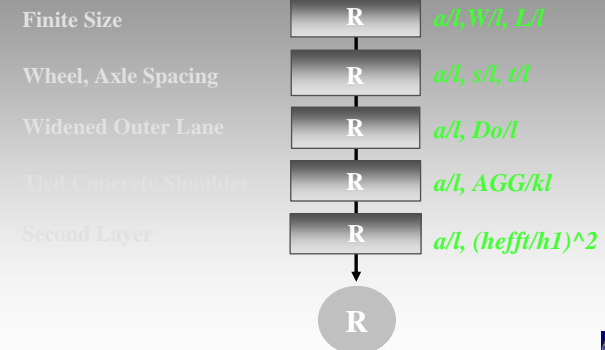 Finite Size R a/l,W/l, L/l
Wheel, Axle Spacing R a/l, s/l, t/l
Widened Outer Lane R a/l, Do/l
Tied Concrete Shoulder R a/l, AGG/kl
Second Layer R a/l, (hefft/h1)^2
R